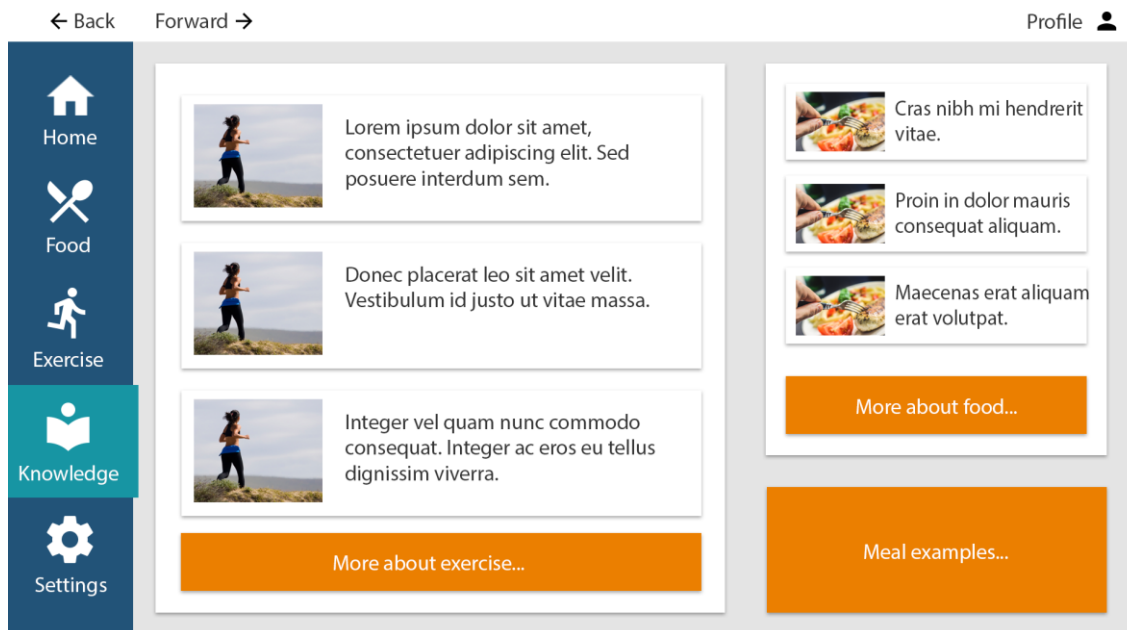 Back
Forward
Profile
Home
Food
Exercise
Knowledge
Settings
Lorem ipsum dolor sit amet,
consectetuer adipiscing elit. Sed
posuere interdum sem.
Donec placerat leo sit amet velit.
Vestibulum id justo ut vitae massa.
Integer vel quam nunc commodo
consequat. Integer ac eros eu tellus
dignissim viverra.
More about exercise...
Cras nibh mi hendrerit
vitae.
Proin in dolor mauris
consequat aliquam.
Maecenas erat aliquam
erat volutpat.
More about food...
Meal examples...